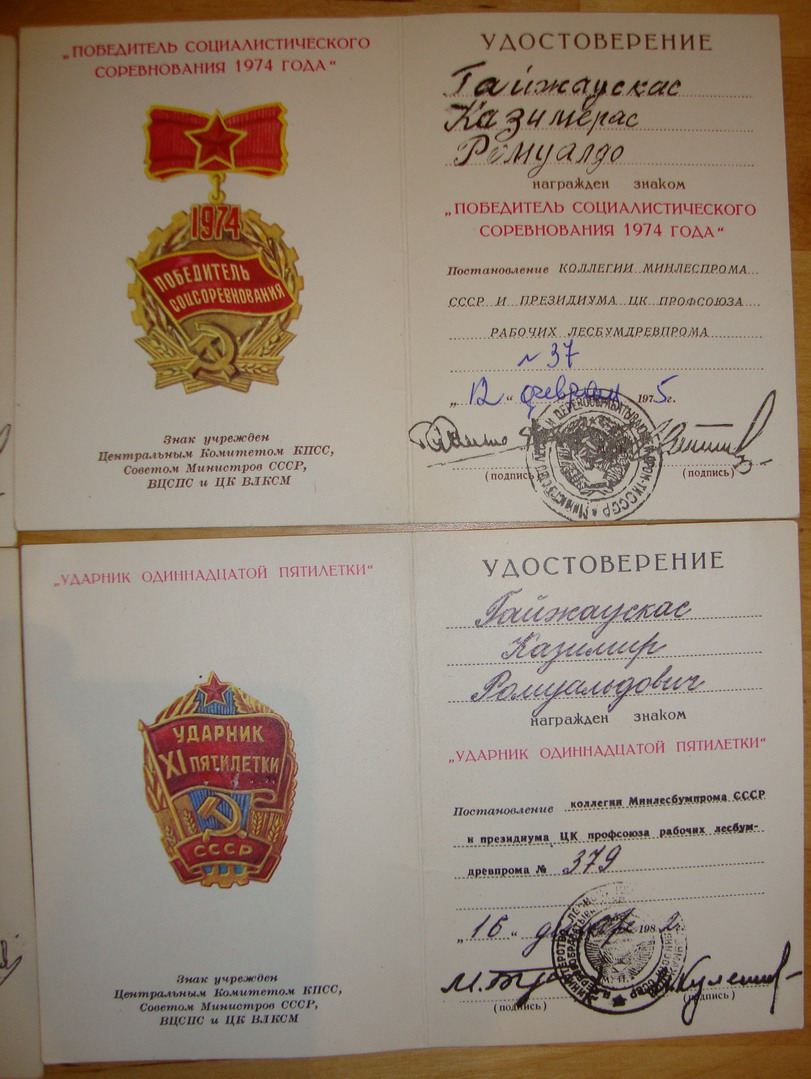 „ПОБЕДИТЕЛЬ СОЦИАЛИСТИЧЕСКОГО
СОРЕВНОВАНИЯ 1974 ГОДА“
1974
ПОБЕДИТЕЛЬ
СОЦСОРЕВНОВАНИЯ
Знак учрежден
Центральным Комитетом КПСС,
Советом Министров СССР,
ВЦСПС и ЦК ВЛКСМ
УДОСТОВЕРЕНИЕ
Гайжаускас
Казимерас
Ромуалдо
награжден знаком
„ПОБЕДИТЕЛЬ СОЦИАЛИСТИЧЕСКОГО
СОРЕВНОВАНИЯ 1974 ГОДА“
Постановление КОЛЛЕГИИ МИНЛЕСПРОМА
СССР И ПРЕЗИДИУМА ЦК ПРОФСОЮЗА
РАБОЧИХ ЛЕСБУМДРЕВПРОМА
№ 37
„12“ февраля 1975г.
(подпись) (подпись)
„УДАРНИК ОДИННАДЦАТОЙ ПЯТИЛЕТКИ“
УДАРНИК
XI ПЯТИЛЕТКИ
СССР
Знак учрежден
Центральным Комитетом КПСС,
Советом Министров СССР,
ВЦСПС и ЦК ВЛКСМ
УДОСТОВЕРЕНИЕ
Гайжаускас
Казимир
Ромуальдович
награжден знаком
„УДАРНИК ОДИННАДЦАТОЙ ПЯТИЛЕТКИ“
Постановление коллегии Минлесбумпрома СССР
и президиума ЦК профсоюза рабочих лесбум-
древпрома № 379
„16“ 198
(подпись) (подпись)